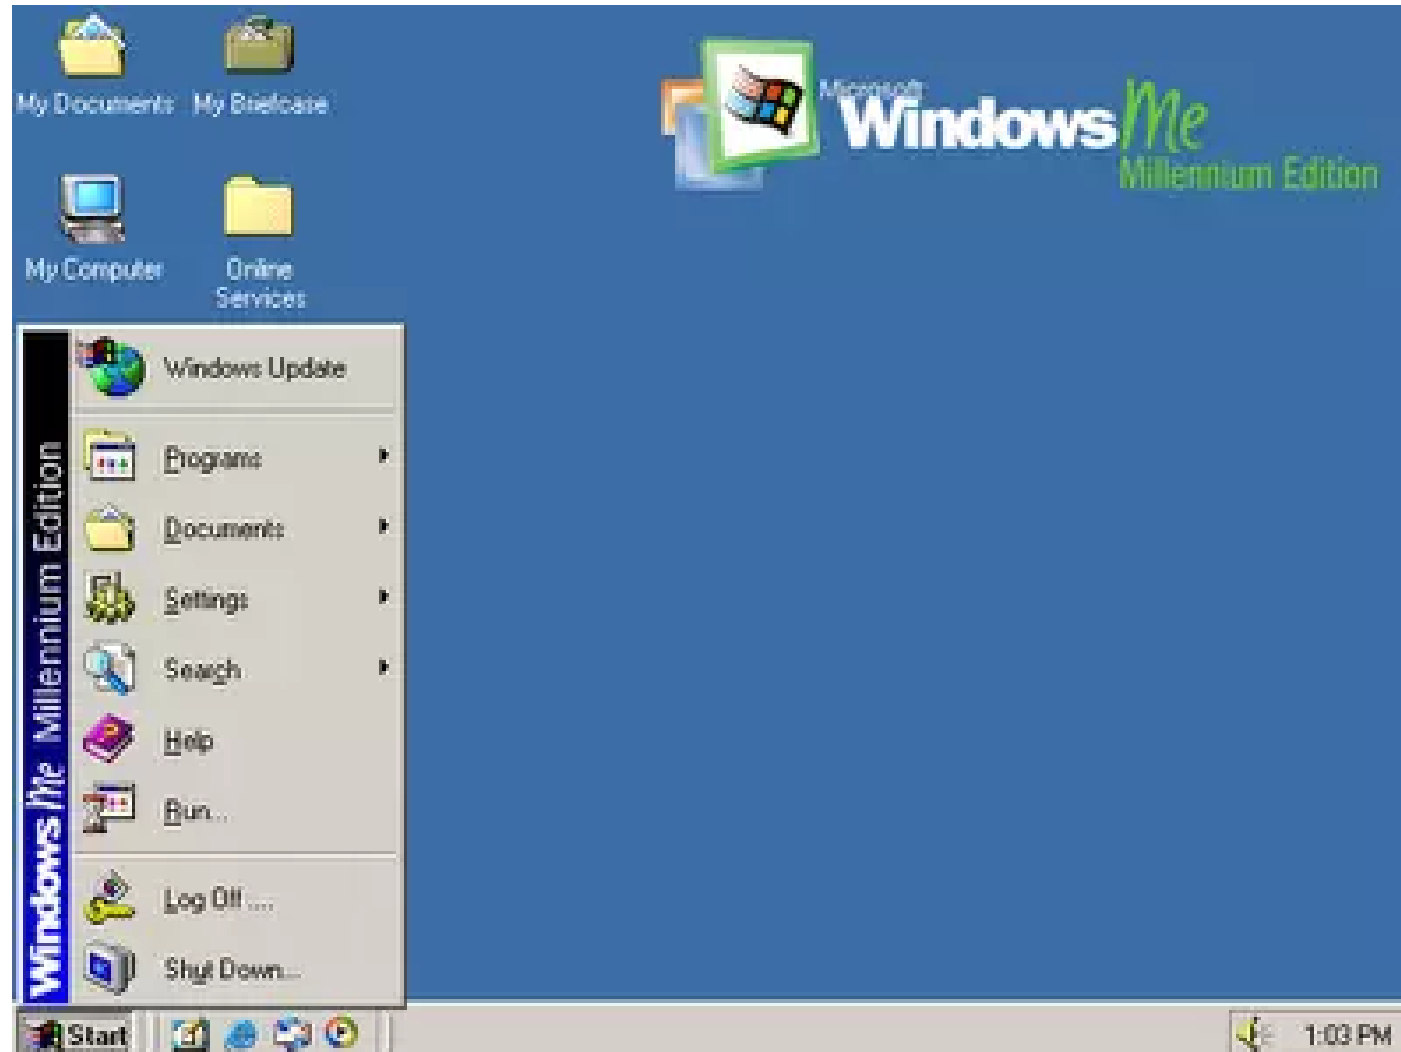 My Documents
My Briefcase
Microsoft
Windows Me
Millennium Edition
My Computer
Online
Services
Windows Update
Programs
Documents
Settings
Search
Help
Run...
Log Off ....
Shut Down...
Windows Me Millennium Edition
Start
1:03 PM